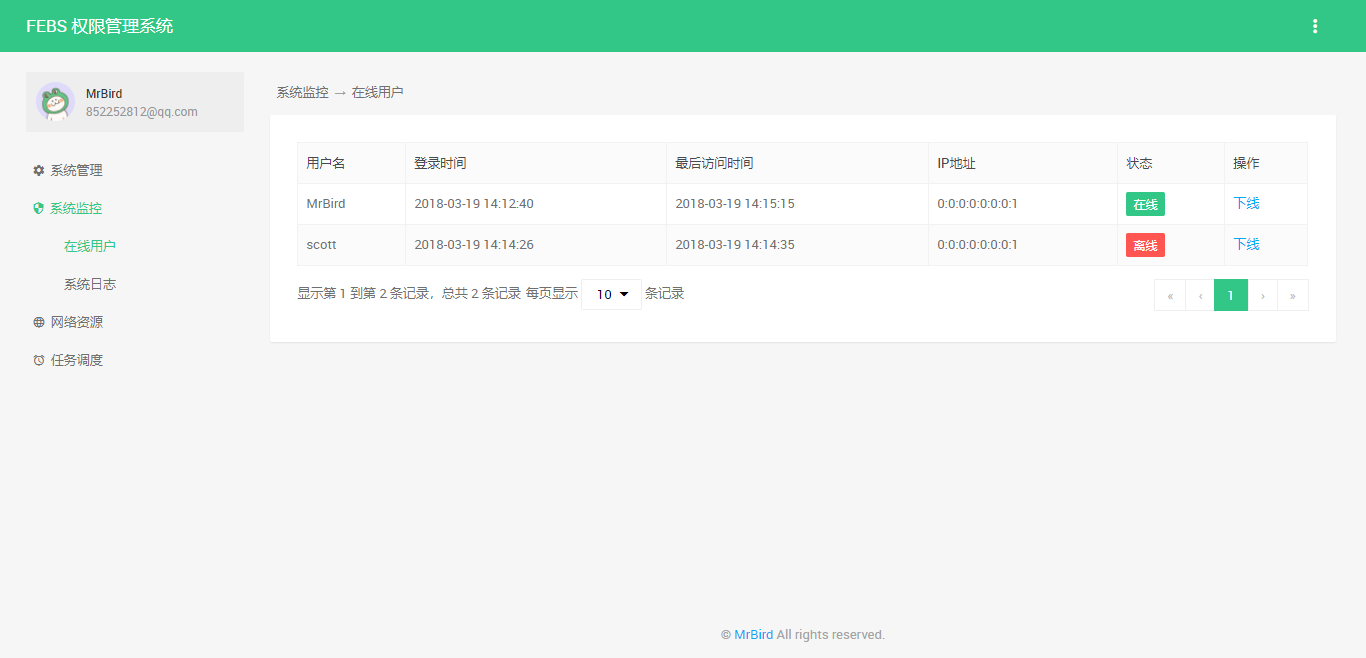 FEBS 权限管理系统
MrBird
852252812@qq.com
系统管理
系统监控
在线用户
系统日志
网络资源
任务调度
系统监控 → 在线用户
用户名 登录时间 最后访问时间 IP地址 状态 操作
MrBird 2018-03-19 14:12:40 2018-03-19 14:15:15 0:0:0:0:0:0:0:1 在线 下线
scott 2018-03-19 14:14:26 2018-03-19 14:14:35 0:0:0:0:0:0:0:1 离线 下线
显示第 1 到第 2 条记录，总共 2 条记录 每页显示 10 条记录 « ‹ 1 › »
© MrBird All rights reserved.